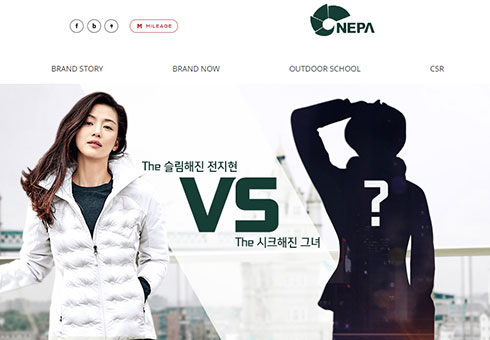 f b
M MILEAGE
NEPA
BRAND STORY BRAND NOW OUTDOOR SCHOOL CSR
The 슬림해진 전지현
VS
The 시크해진 그녀
?